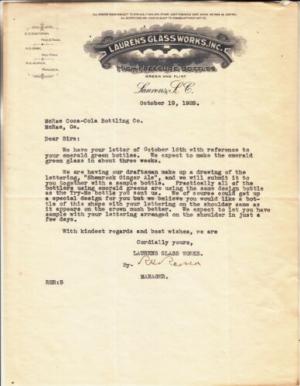 LAURENS GLASS WORKS, INC.
HIGH PRESSURE BOTTLES
GREEN AND FLINT
Laurens, S.C.
October 19, 1928.
McRae Coca-Cola Bottling Co.
McRae, Ga.
Dear Sirs:
We have your letter of October 16th with reference to
your emerald green bottles. We expect to make the emerald
green glass in about three weeks.
We are having our draftsman make up a drawing of the
lettering, "Shamrock Ginger Ale", and we will submit it to
you together with a sample bottle. Practically all of the
bottlers using emerald greens are using the same design bottle
as the Try-Me bottle you sent us. We of course could get up
a special design for you but we believe you would like a bot-
tle of this shape with your lettering on the shoulder same as
it appears on the crown much better. We expect to let you have
sample with your lettering arranged on the shoulder in just a
few days.
With kindest regards and best wishes, we are
Cordially yours,
LAURENS GLASS WORKS.
By-
MANAGER.